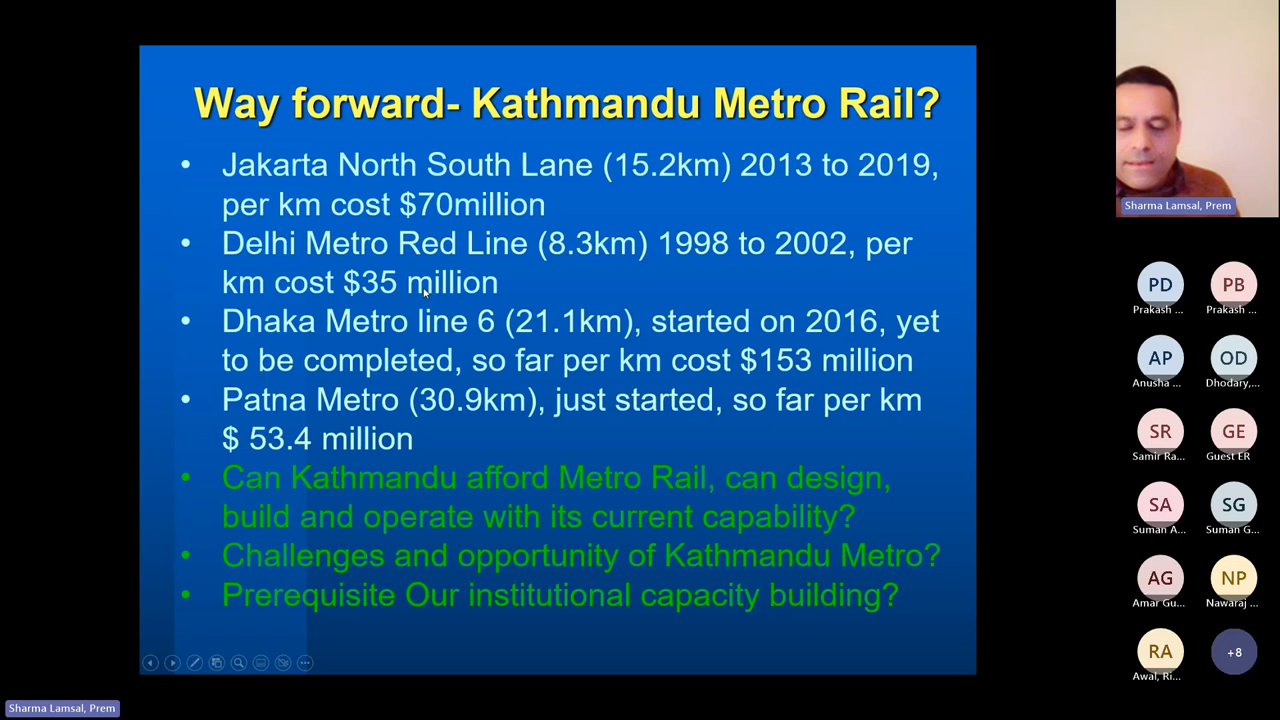 Way forward- Kathmandu Metro Rail?
• Jakarta North South Lane (15.2km) 2013 to 2019,
per km cost $70million
• Delhi Metro Red Line (8.3km) 1998 to 2002, per
km cost $35 million
• Dhaka Metro line 6 (21.1km), started on 2016, yet
to be completed, so far per km cost $153 million
• Patna Metro (30.9km), just started, so far per km
$ 53.4 million
• Can Kathmandu afford Metro Rail, can design,
build and operate with its current capability?
• Challenges and opportunity of Kathmandu Metro?
• Prerequisite Our institutional capacity building?
Sharma Lamsal, Prem
PD
PB
Prakash ...
Prakash ...
AP
OD
Anusha ...
Dhodary,...
SR
GE
Samir Ra...
Guest ER
SA
SG
Suman A...
Suman G...
AG
NP
Amar Gu...
Nawaraj ...
RA
+8
Awal, Ri...
Sharma Lamsal, Prem